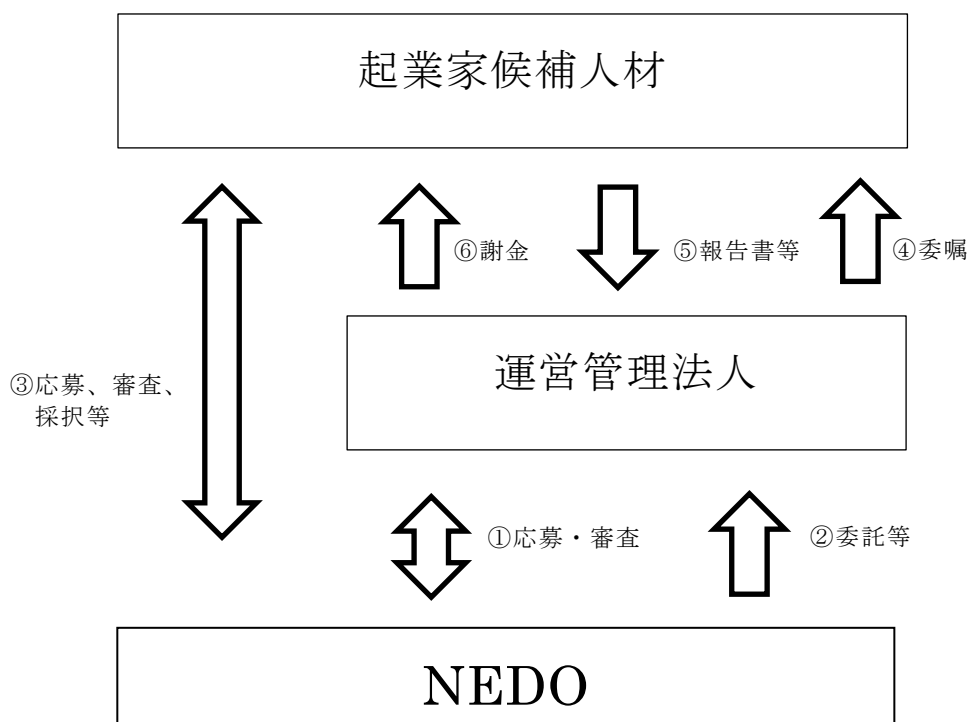 起業家候補人材
⑥謝金
⑤報告書等
④委嘱
運営管理法人
③応募、審査、
採択等
①応募・審査
②委託等
NEDO